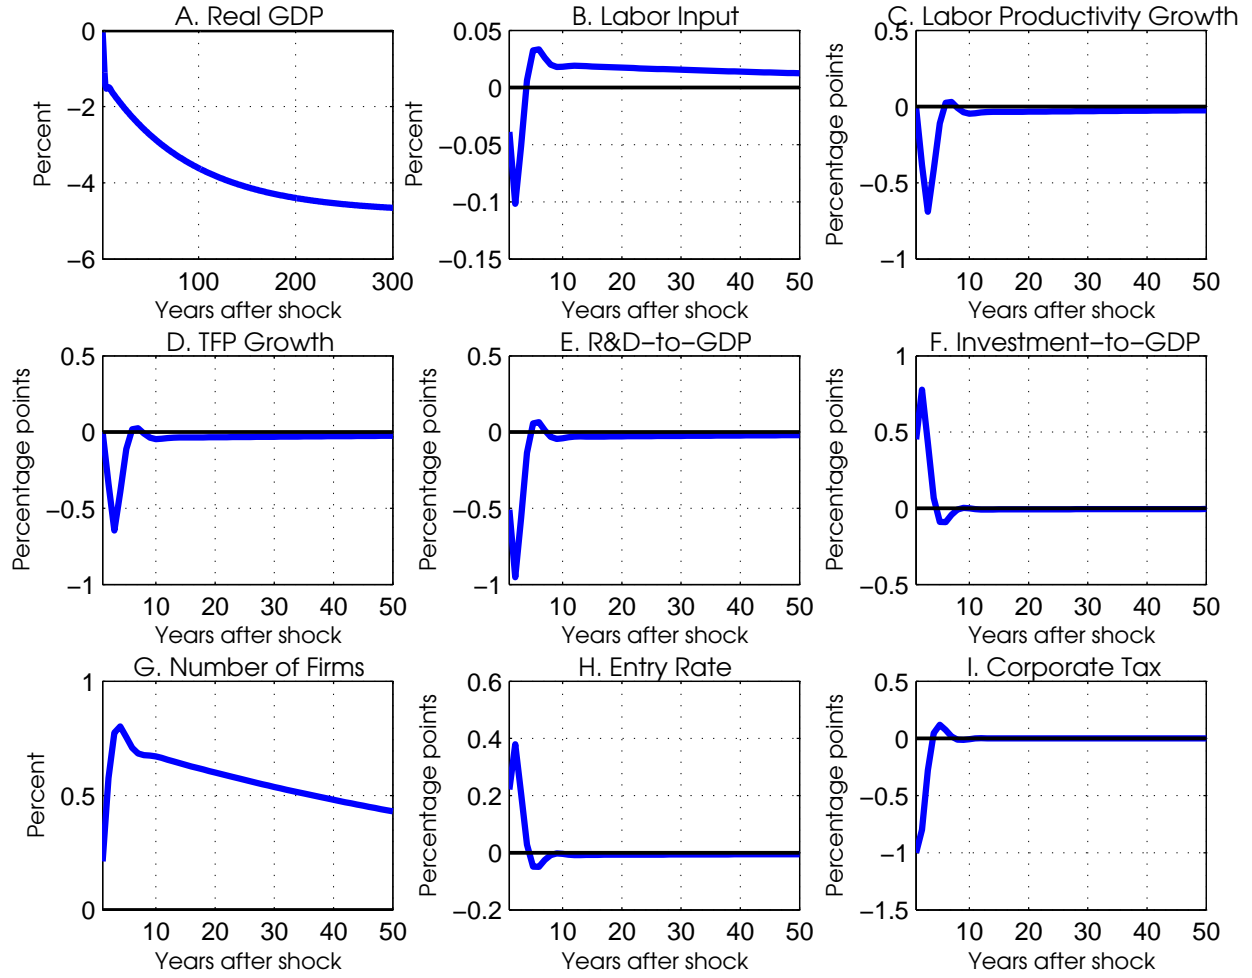 A. Real GDP
Percent
0
−2
−4
−6
100 200 300
Years after shock
B. Labor Input
Percent
0.05
0
−0.05
−0.1
−0.15
10 20 30 40 50
Years after shock
C. Labor Productivity Growth
Percentage points
0.5
0
−0.5
−1
10 20 30 40 50
Years after shock
D. TFP Growth
Percentage points
0.5
0
−0.5
−1
10 20 30 40 50
Years after shock
E. R&D−to−GDP
Percentage points
0.5
0
−0.5
−1
10 20 30 40 50
Years after shock
F. Investment−to−GDP
Percentage points
1
0.5
0
−0.5
10 20 30 40 50
Years after shock
G. Number of Firms
Percent
1
0.5
0
10 20 30 40 50
Years after shock
H. Entry Rate
Percentage points
0.6
0.4
0.2
0
−0.2
10 20 30 40 50
Years after shock
I. Corporate Tax
Percentage points
0.5
0
−0.5
−1
−1.5
10 20 30 40 50
Years after shock